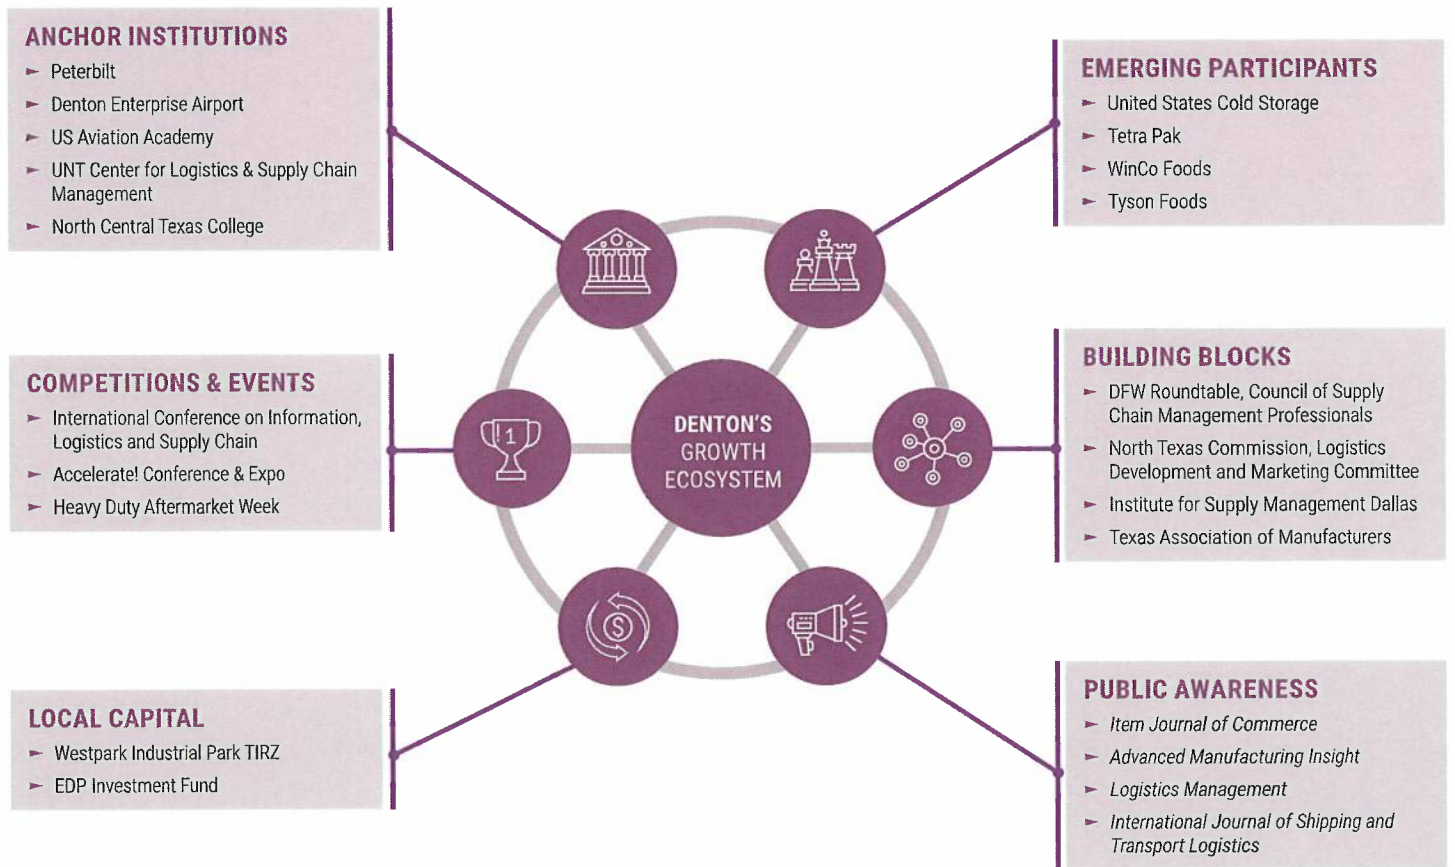 ANCHOR INSTITUTIONS
► Peterbilt
► Denton Enterprise Airport
► US Aviation Academy
► UNT Center for Logistics & Supply Chain
Management
► North Central Texas College
EMERGING PARTICIPANTS
► United States Cold Storage
► Tetra Pak
► WinCo Foods
► Tyson Foods
COMPETITIONS & EVENTS
► International Conference on Information,
Logistics and Supply Chain
► Accelerate! Conference & Expo
► Heavy Duty Aftermarket Week
1
DENTON'S
GROWTH
ECOSYSTEM
BUILDING BLOCKS
► DFW Roundtable, Council of Supply
Chain Management Professionals
► North Texas Commission, Logistics
Development and Marketing Committee
► Institute for Supply Management Dallas
► Texas Association of Manufacturers
LOCAL CAPITAL
► Westpark Industrial Park TIRZ
► EDP Investment Fund
$
PUBLIC AWARENESS
► Item Journal of Commerce
► Advanced Manufacturing Insight
► Logistics Management
► International Journal of Shipping and
Transport Logistics